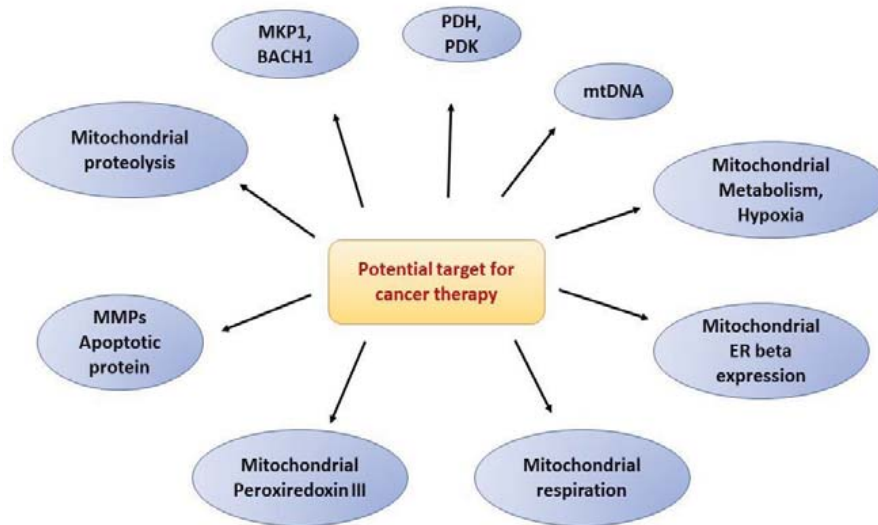 MKP1,
BACH1
PDH,
PDK
mtDNA
Mitochondrial
proteolysis
Mitochondrial
Metabolism,
Hypoxia
Potential target for
cancer therapy
MMPs
Apoptotic
protein
Mitochondrial
ER beta
expression
Mitochondrial
Peroxiredoxin III
Mitochondrial
respiration